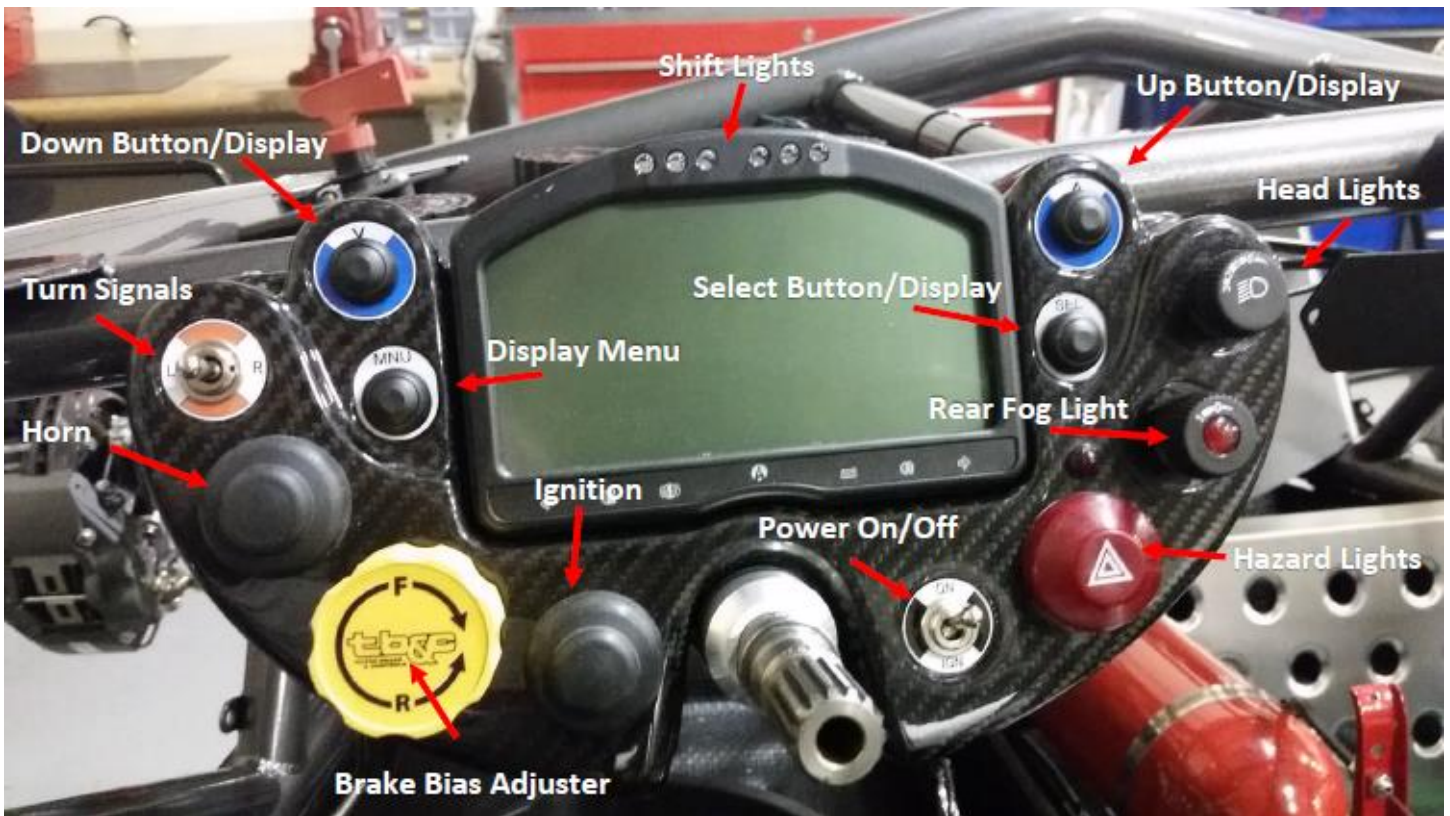 Shift Lights
Up Button/Display
Down Button/Display
Head Lights
Turn Signals
Select Button/Display
L R
MNU
SEL
Display Menu
Rear Fog Light
Horn
Ignition
Power On/Off
Hazard Lights
ON
IGN
F
tb&f
R
Brake Bias Adjuster